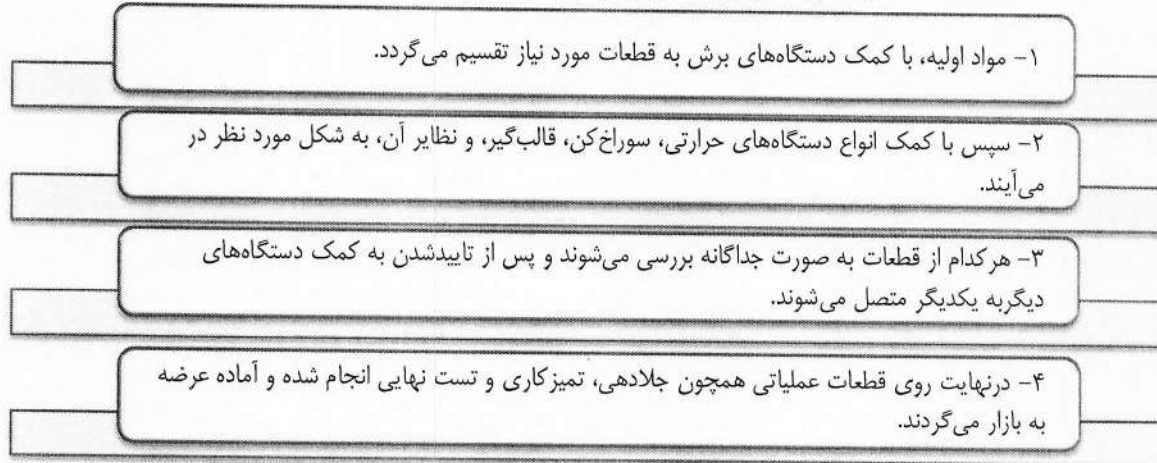 ۱- مواد اولیه، با کمک دستگاه‌های برش به قطعات مورد نیاز تقسیم می‌گردد.
۲- سپس با کمک انواع دستگاه‌های حرارتی، سوراخ‌کن، قالب‌گیر، و نظایر آن، به شکل مورد نظر در
می‌آیند.
۳- هرکدام از قطعات به صورت جداگانه بررسی می‌شوند و پس از تاییدشدن به کمک دستگاه‌های
دیگربه یکدیگر متصل می‌شوند.
۴- درنهایت روی قطعات عملیاتی همچون جلادهی، تمیزکاری و تست نهایی انجام شده و آماده عرضه
به بازار می‌گردند.